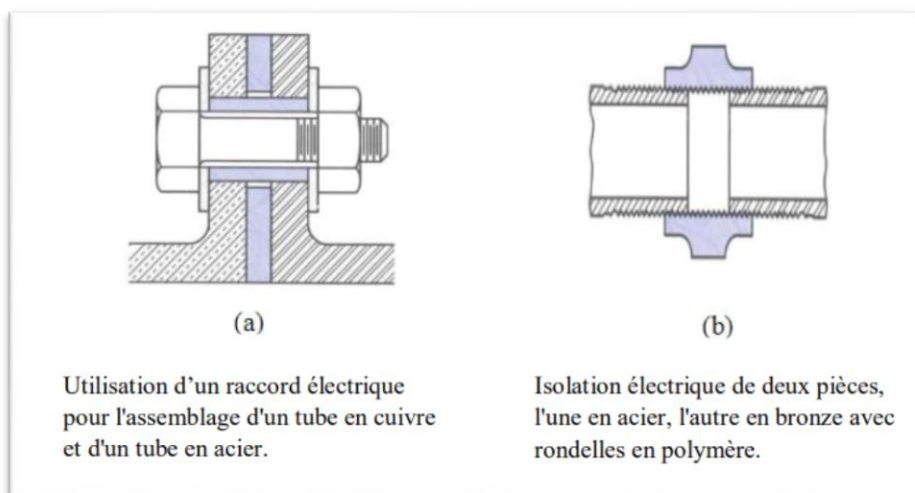 (a)
Utilisation d’un raccord électrique
pour l'assemblage d'un tube en cuivre
et d'un tube en acier.
(b)
Isolation électrique de deux pièces,
l'une en acier, l'autre en bronze avec
rondelles en polymère.